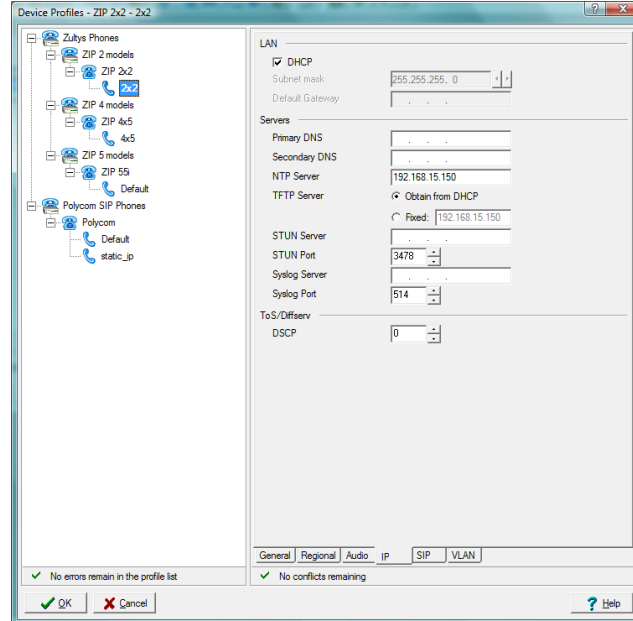 Device Profiles - ZIP 2x2 - 2x2
Zultys Phones
ZIP 2 models
ZIP 2x2
2x2
ZIP 4 models
ZIP 4x5
4x5
ZIP 5 models
ZIP 55i
Default
Polycom SIP Phones
Polycom
Default
static_ip
No errors remain in the profile list
LAN
DHCP
Subnet mask 255.255.255. 0
Default Gateway . . .
Servers
Primary DNS . . .
Secondary DNS . . .
NTP Server 192.168.15.150
TFTP Server Obtain from DHCP
Fixed: 192.168.15.150
STUN Server . . .
STUN Port 3478
Syslog Server . . .
Syslog Port 514
ToS/Diffserv
DSCP 0
General Regional Audio IP SIP VLAN
No conflicts remaining
OK Cancel ? Help